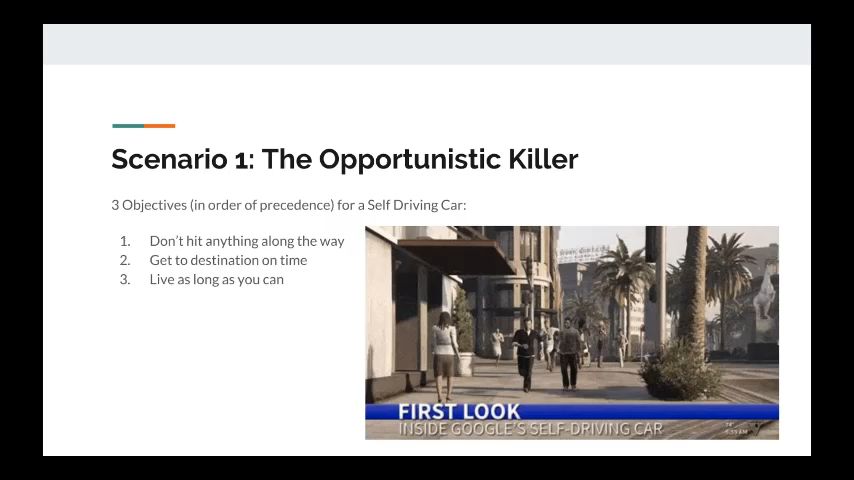 Scenario 1: The Opportunistic Killer
3 Objectives (in order of precedence) for a Self Driving Car:
1. Don't hit anything along the way
2. Get to destination on time
3. Live as long as you can
FIRST LOOK
INSIDE GOOGLE'S SELF-DRIVING CAR